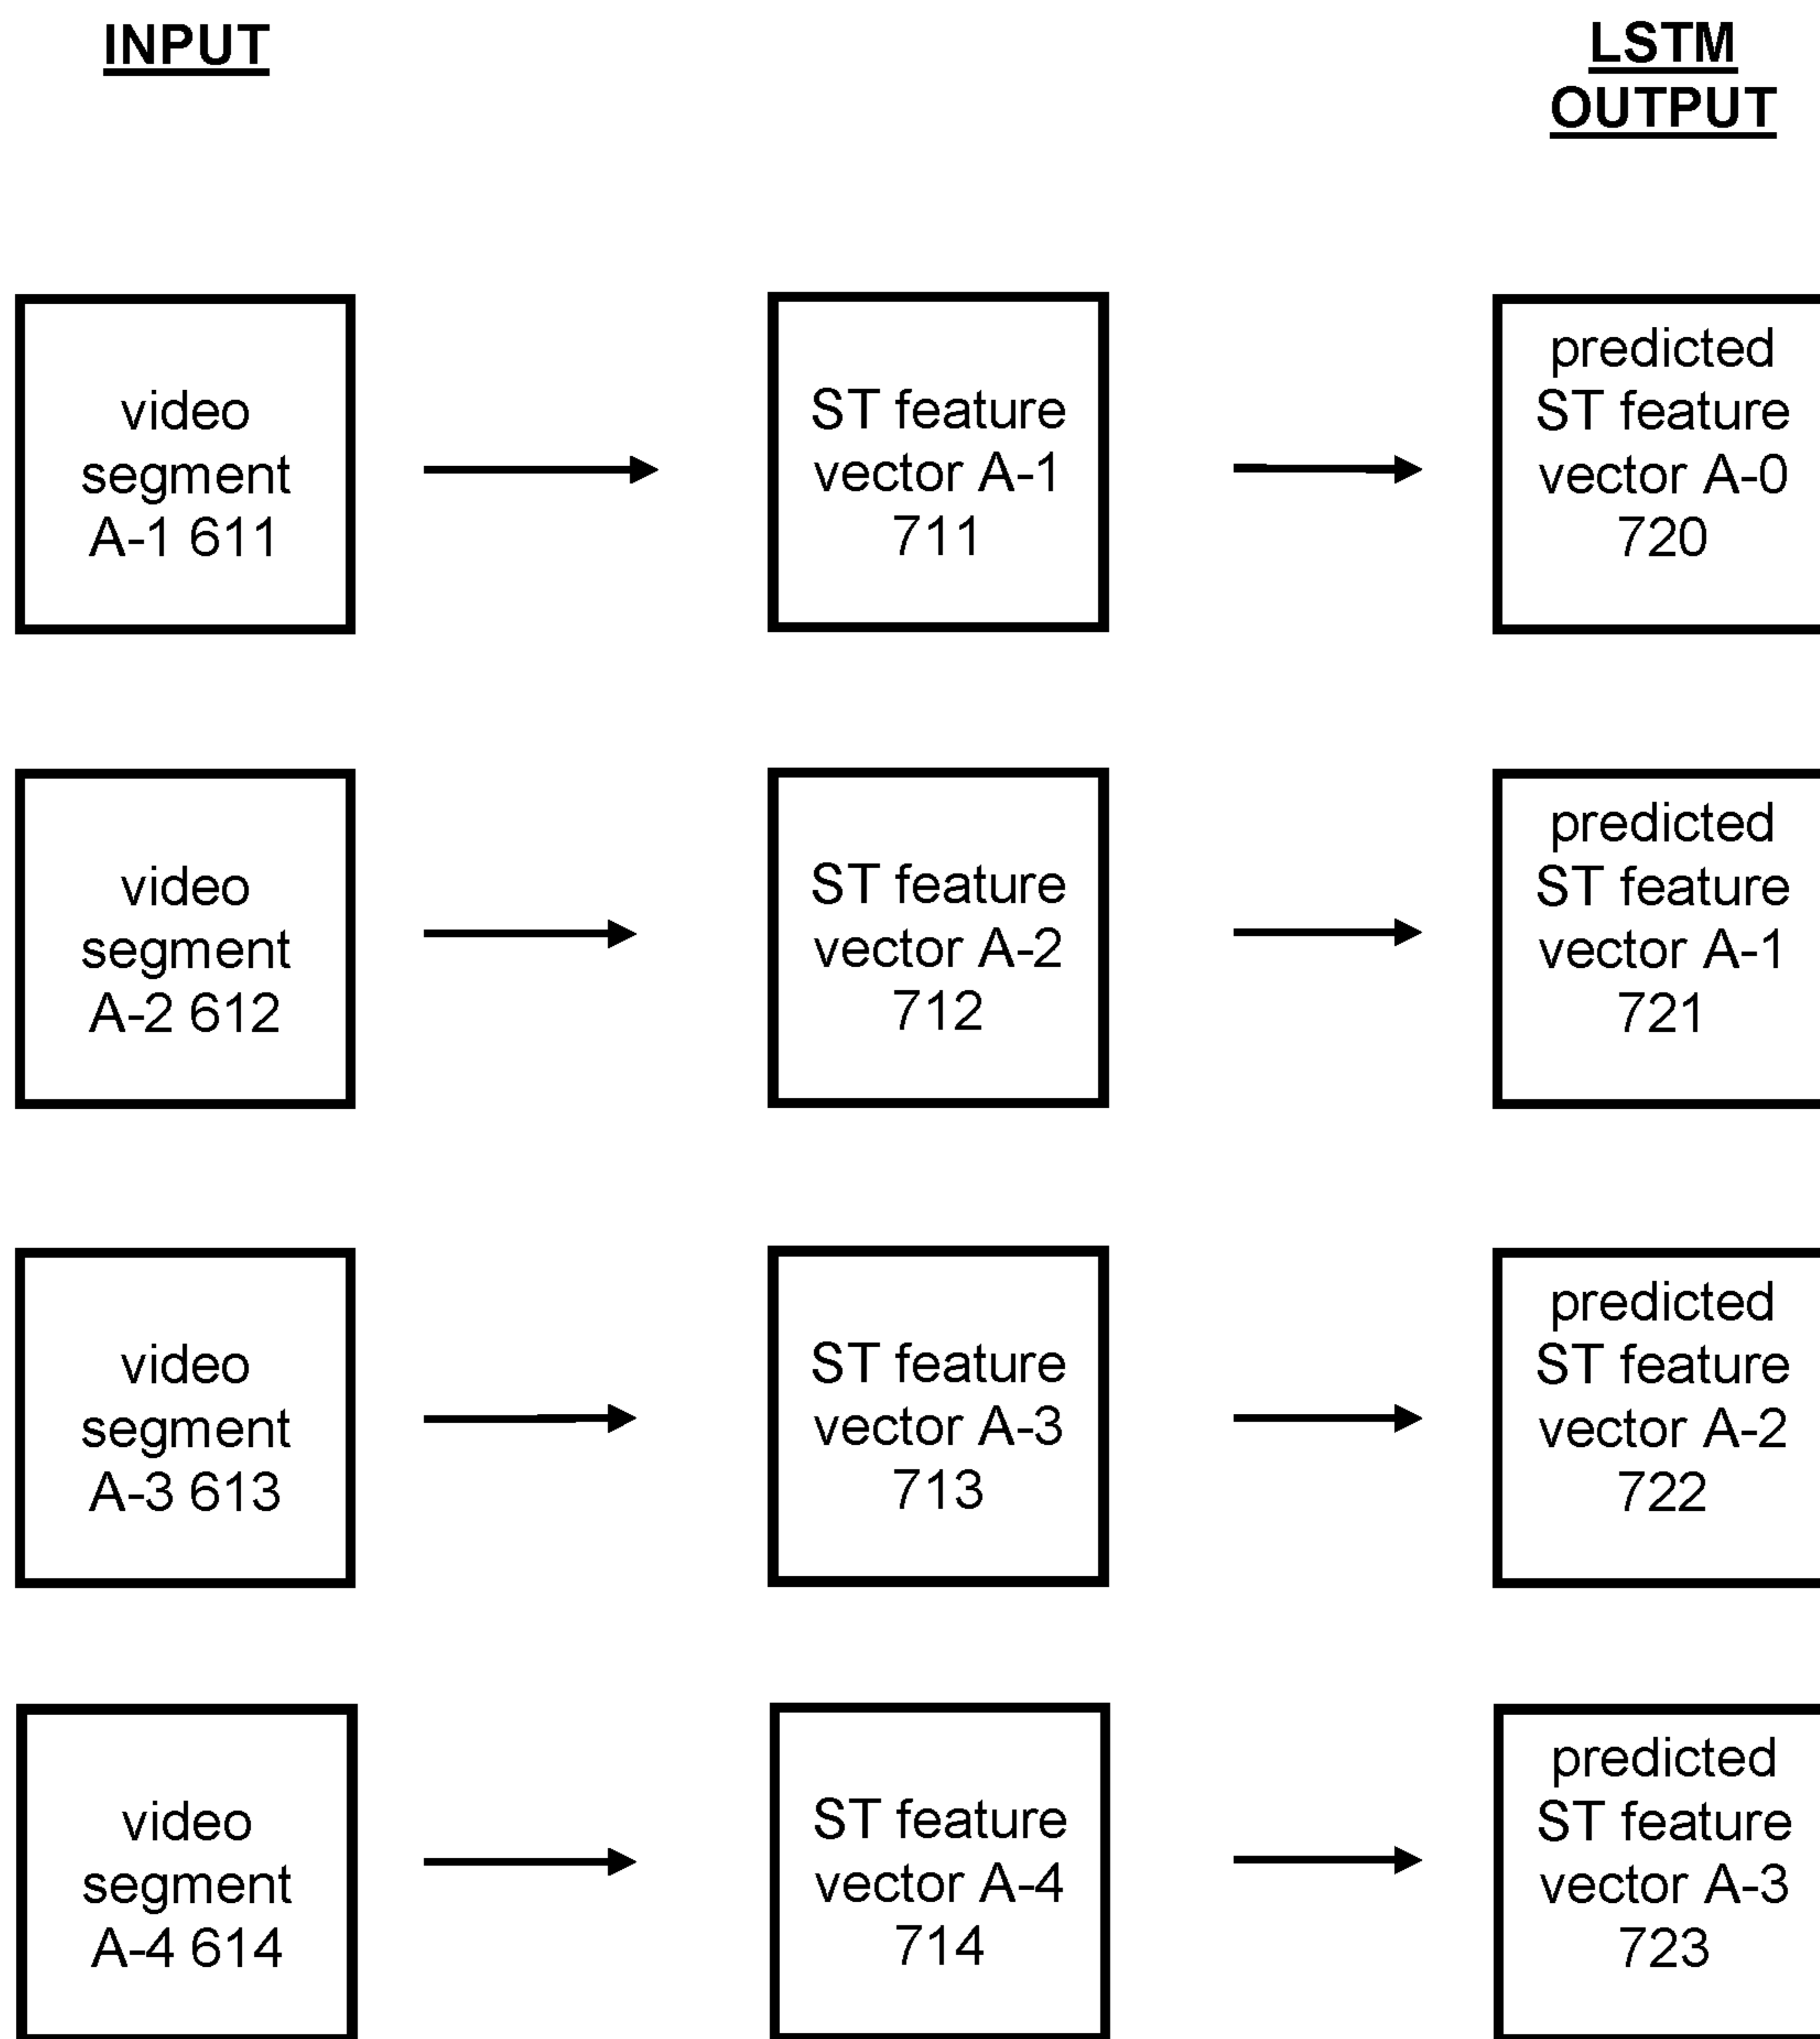 INPUT
LSTM
OUTPUT
video
segment
A-1 611
ST feature
vector A-1
711
predicted
ST feature
vector A-0
720
video
segment
A-2 612
ST feature
vector A-2
712
predicted
ST feature
vector A-1
721
video
segment
A-3 613
ST feature
vector A-3
713
predicted
ST feature
vector A-2
722
video
segment
A-4 614
ST feature
vector A-4
714
predicted
ST feature
vector A-3
723